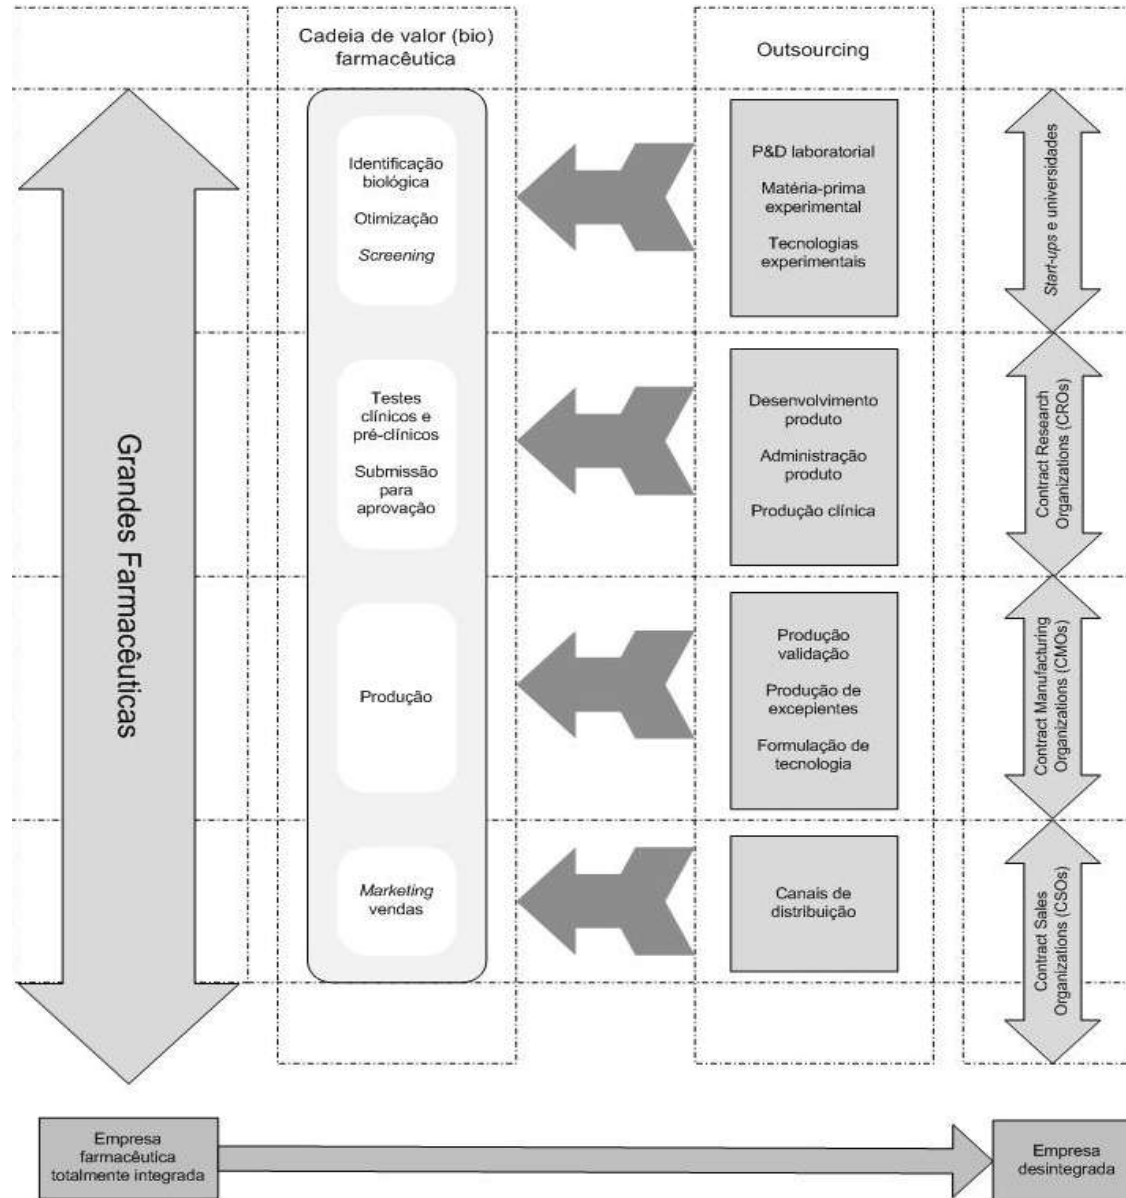 Cadeia de valor (bio)
farmacêutica
Outsourcing
Grandes Farmacêuticas
Identificação
biológica
Otimização
Screening
P&D laboratorial
Matéria-prima
experimental
Tecnologias
experimentais
Start-ups e universidades
Testes
clínicos e
pré-clínicos
Submissão
para
aprovação
Desenvolvimento
produto
Administração
produto
Produção clínica
Contract Research
Organizations (CROs)
Produção
Produção
validação
Produção de
excepientes
Formulação de
tecnologia
Contract Manufacturing
Organizations (CMOs)
Marketing
vendas
Canais de
distribuição
Contract Sales
Organizations (CSOs)
Empresa
farmacêutica
totalmente integrada
Empresa
desintegrada